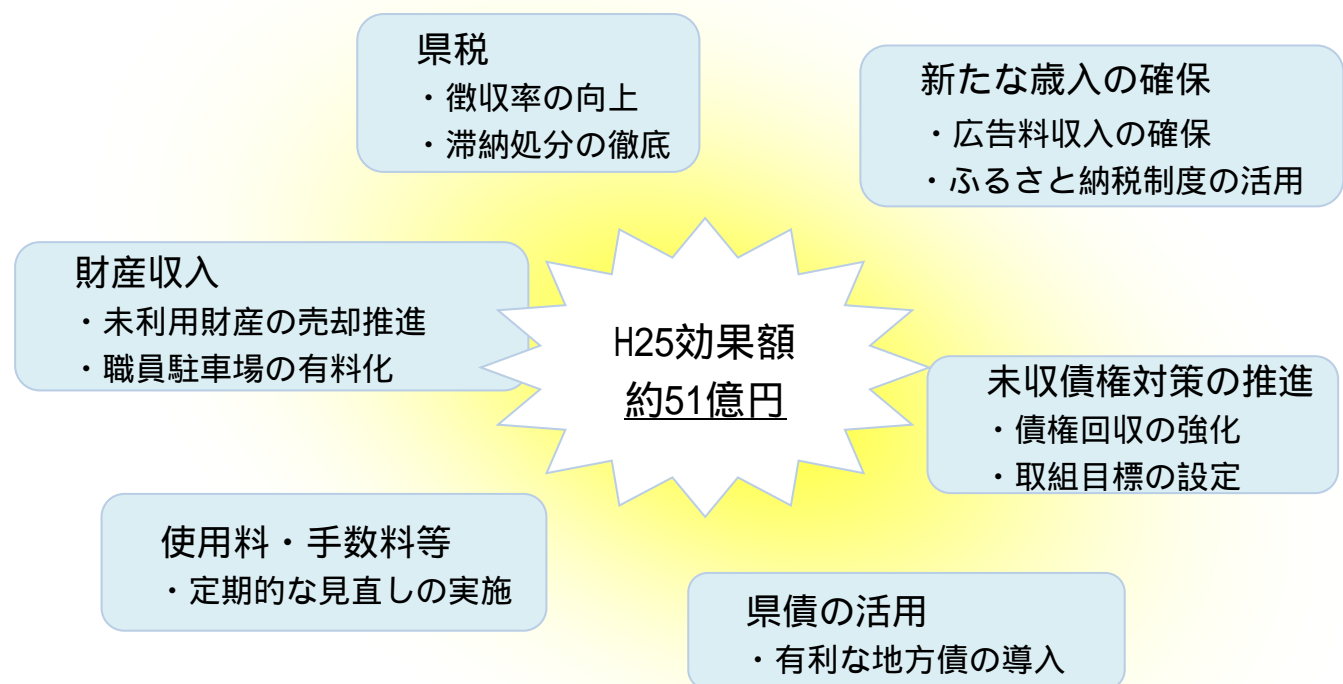 県税
・徴収率の向上
・滞納処分の徹底
新たな歳入の確保
・広告料収入の確保
・ふるさと納税制度の活用
財産収入
・未利用財産の売却推進
・職員駐車場の有料化
H25効果額
約51億円
未収債権対策の推進
・債権回収の強化
・取組目標の設定
使用料・手数料等
・定期的な見直しの実施
県債の活用
・有利な地方債の導入